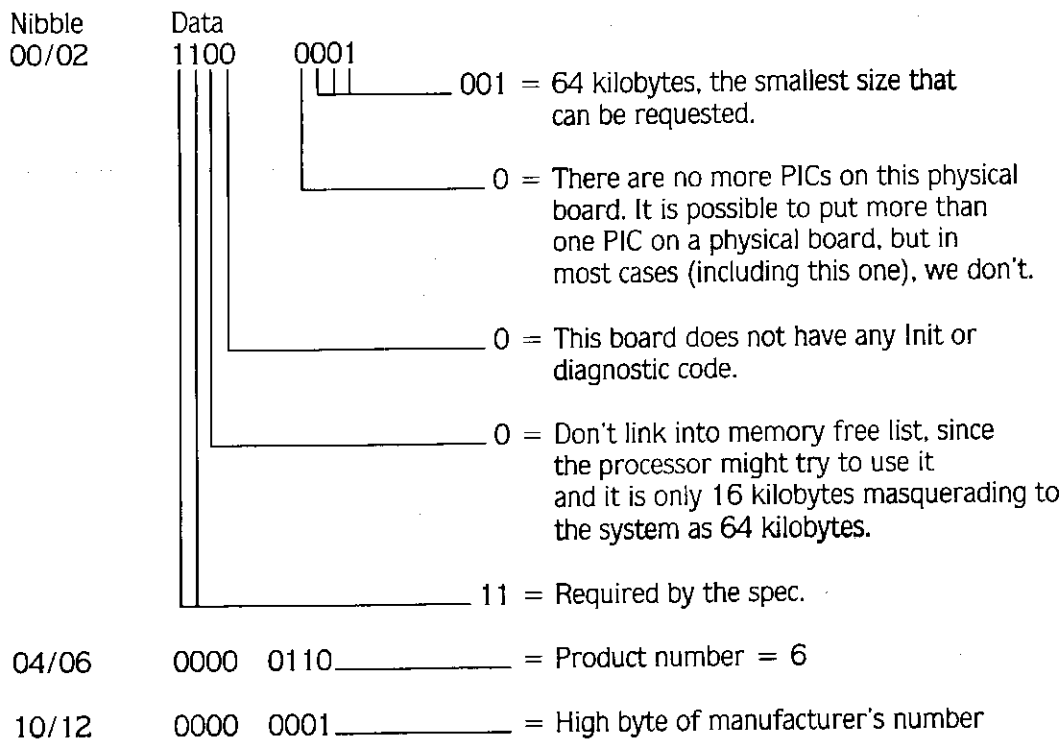 Nibble Data
00/02 1100 0001
001 = 64 kilobytes, the smallest size that
can be requested.
0 = There are no more PICs on this physical
board. It is possible to put more than
one PIC on a physical board, but in
most cases (including this one), we don't.
0 = This board does not have any Init or
diagnostic code.
0 = Don't link into memory free list, since
the processor might try to use it
and it is only 16 kilobytes masquerading to
the system as 64 kilobytes.
11 = Required by the spec.
04/06 0000 0110 = Product number = 6
10/12 0000 0001 = High byte of manufacturer's number